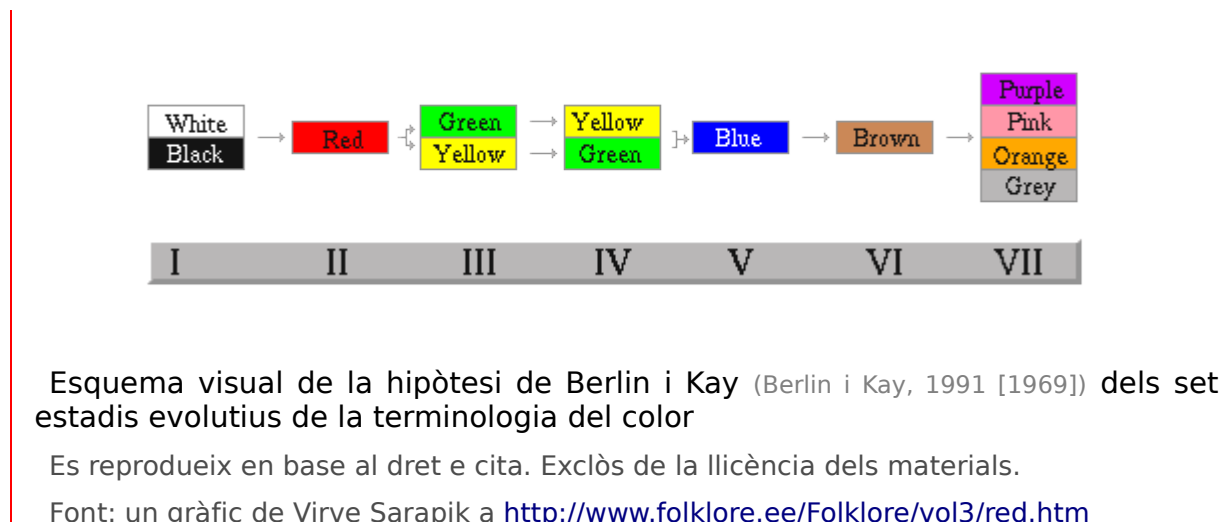 White
Black
Red
Green
Yellow
Yellow
Green
Blue
Brown
Purple
Pink
Orange
Grey
I II III IV V VI VII
Esquema visual de la hipòtesi de Berlin i Kay (Berlin i Kay, 1991 [1969]) dels set
estadis evolutius de la terminologia del color
Es reprodueix en base al dret e cita. Exclòs de la llicència dels materials.
Font: un gràfic de Virve Sarapik a http://www.folklore.ee/Folklore/vol3/red.htm